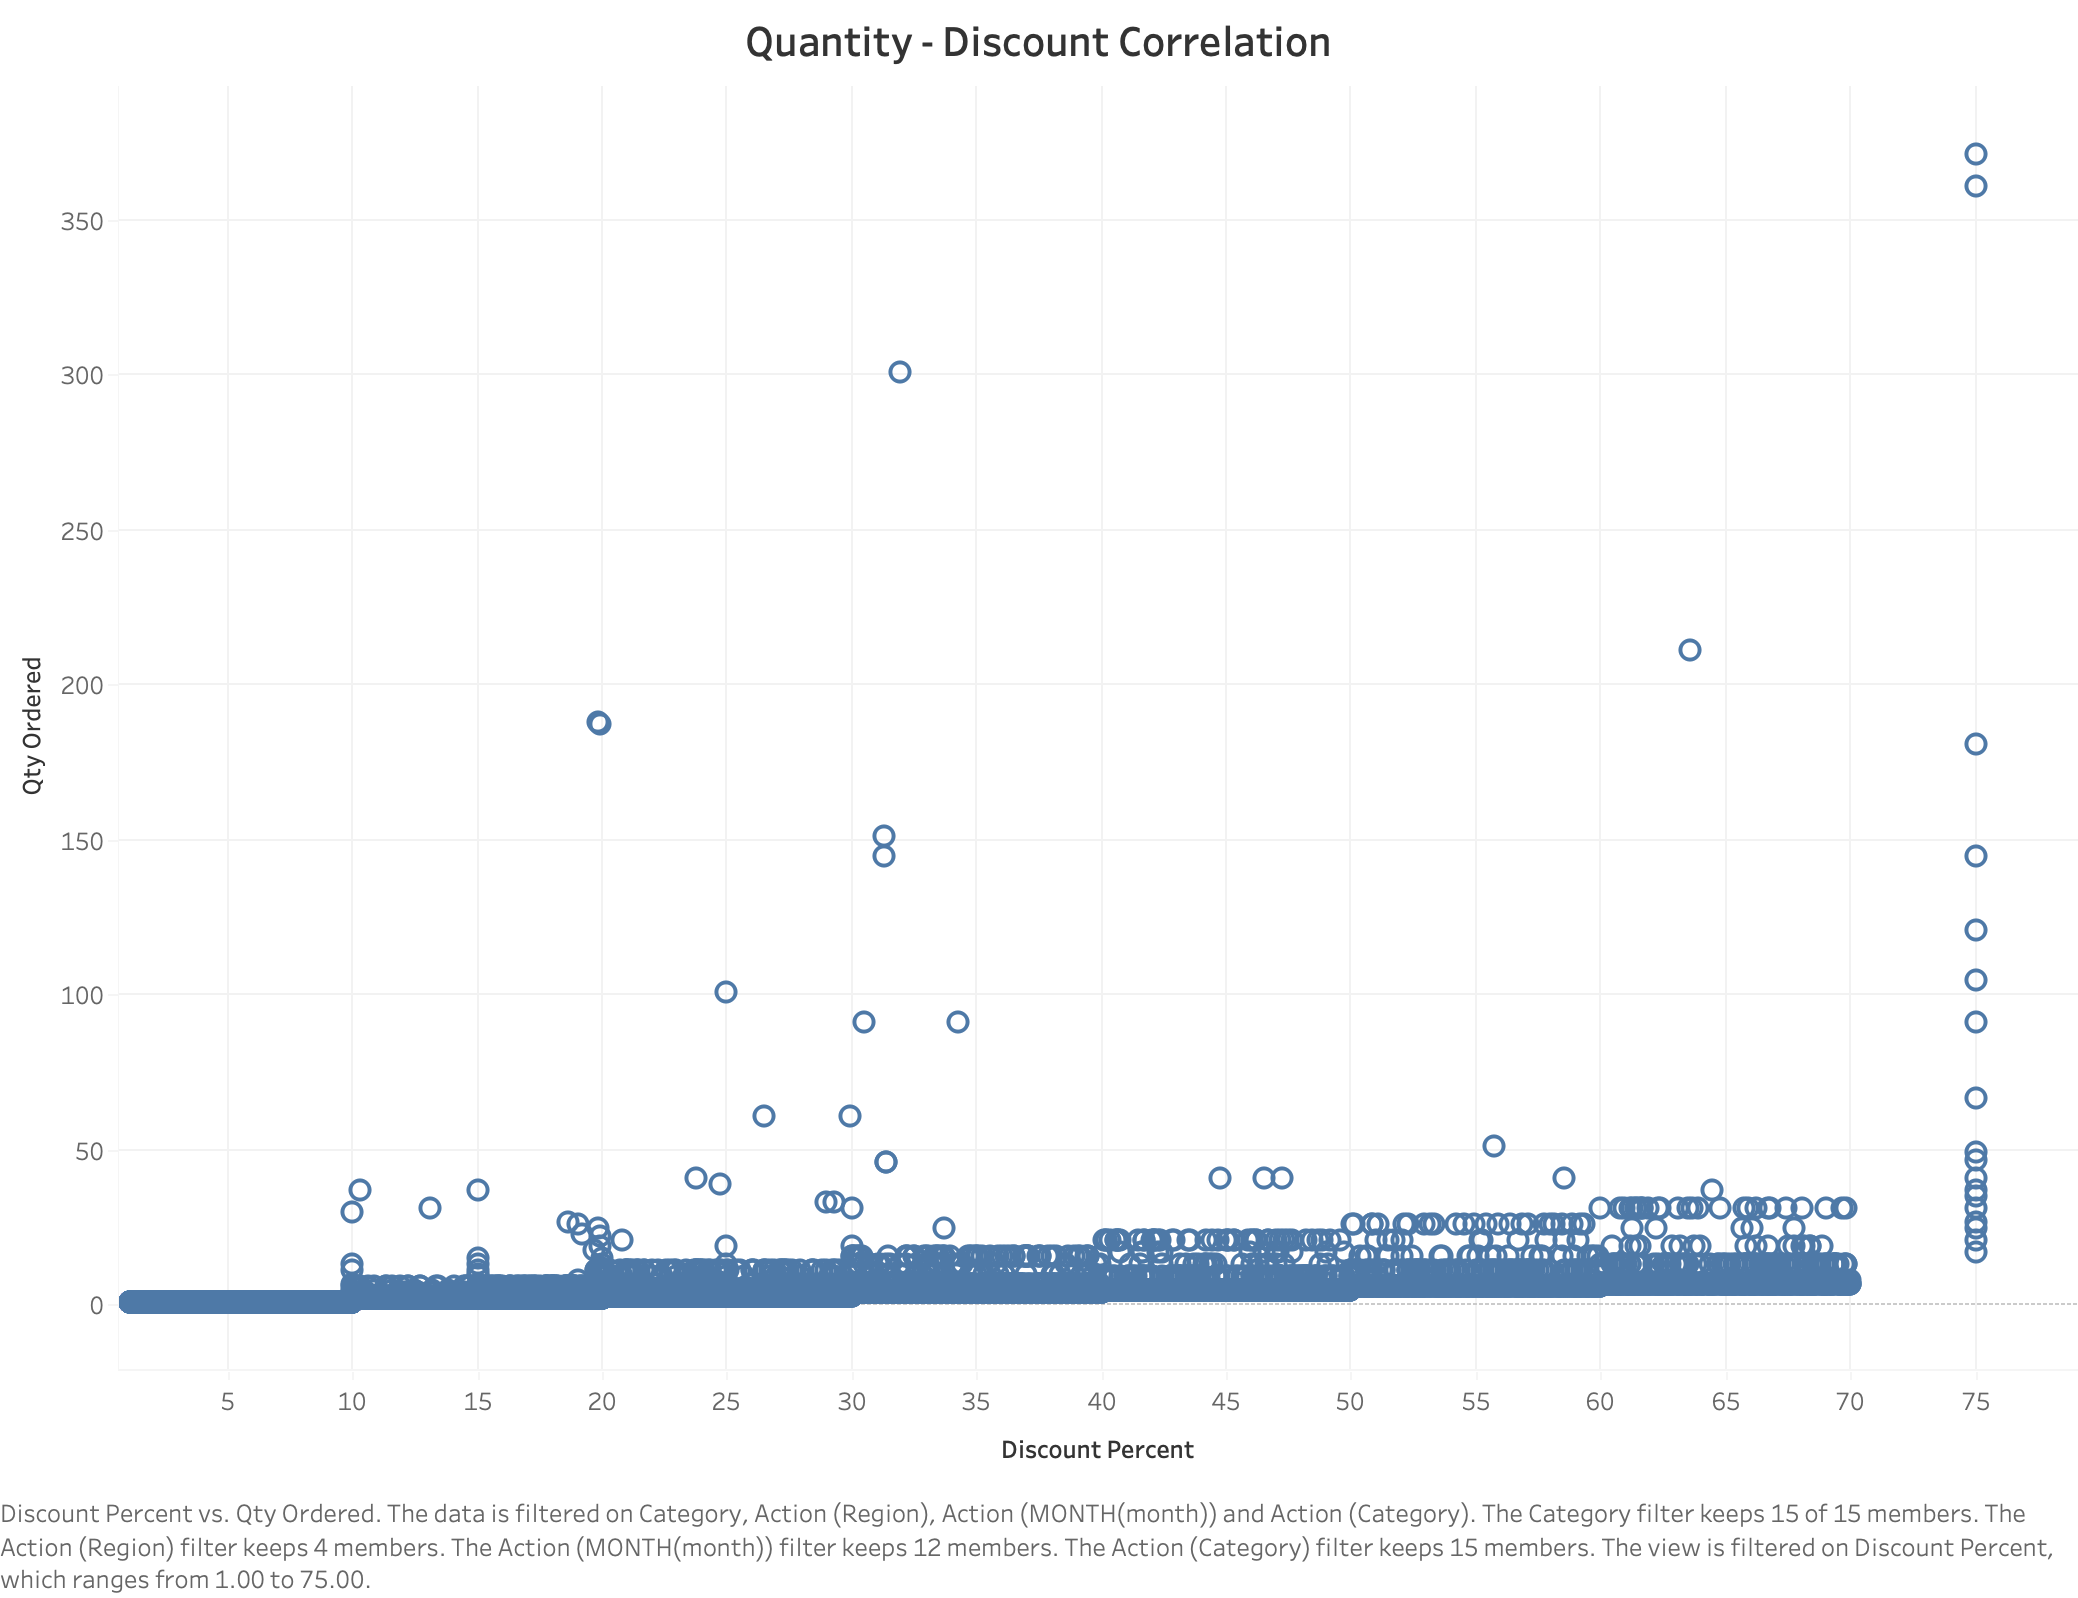 Quantity - Discount Correlation
350
300
250
200
150
100
50
0
Qty Ordered
5 10 15 20 25 30 35 40 45 50 55 60 65 70 75
Discount Percent
Discount Percent vs. Qty Ordered. The data is filtered on Category, Action (Region), Action (MONTH(month)) and Action (Category). The Category filter keeps 15 of 15 members. The
Action (Region) filter keeps 4 members. The Action (MONTH(month)) filter keeps 12 members. The Action (Category) filter keeps 15 members. The view is filtered on Discount Percent,
which ranges from 1.00 to 75.00.